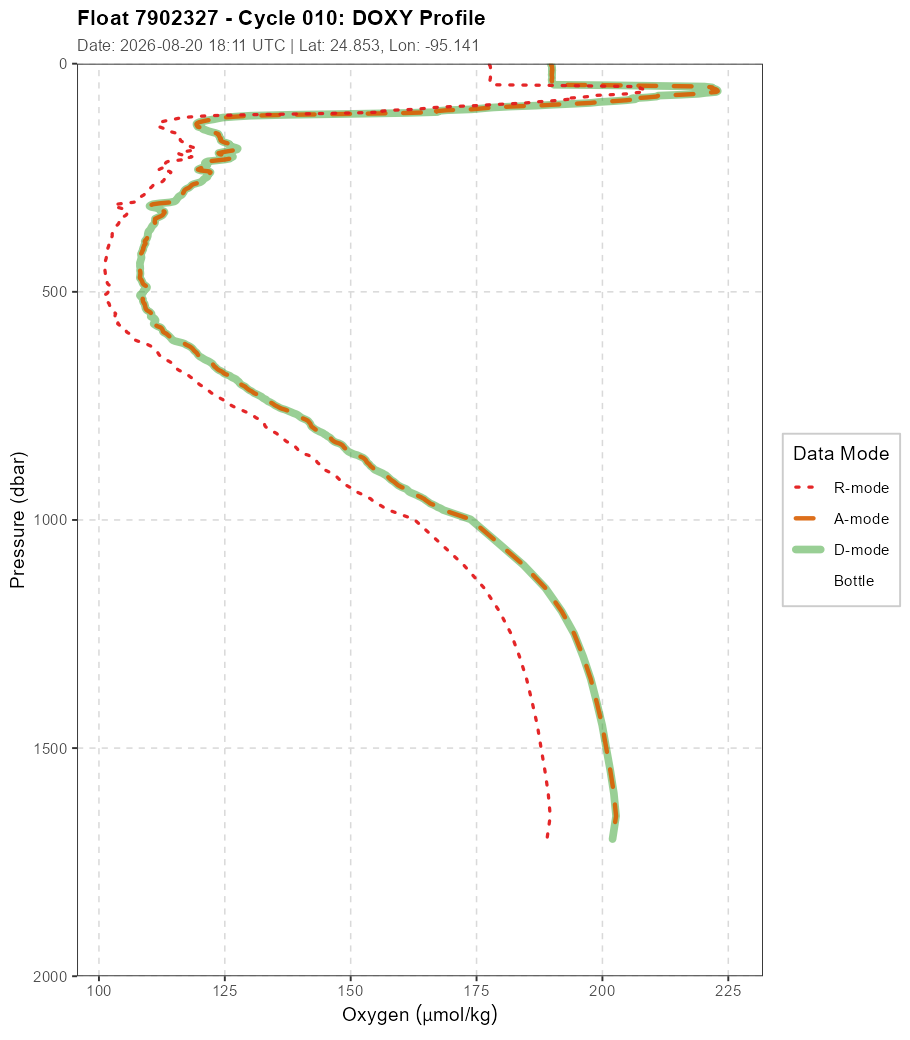 Float 7902327 - Cycle 010: DOXY Profile
Date: 2026-08-20 18:11 UTC | Lat: 24.853, Lon: -95.141
0
500
1000
1500
2000
Pressure (dbar)
100 125 150 175 200 225
Oxygen (μmol/kg)
Data Mode
R-mode
A-mode
D-mode
Bottle